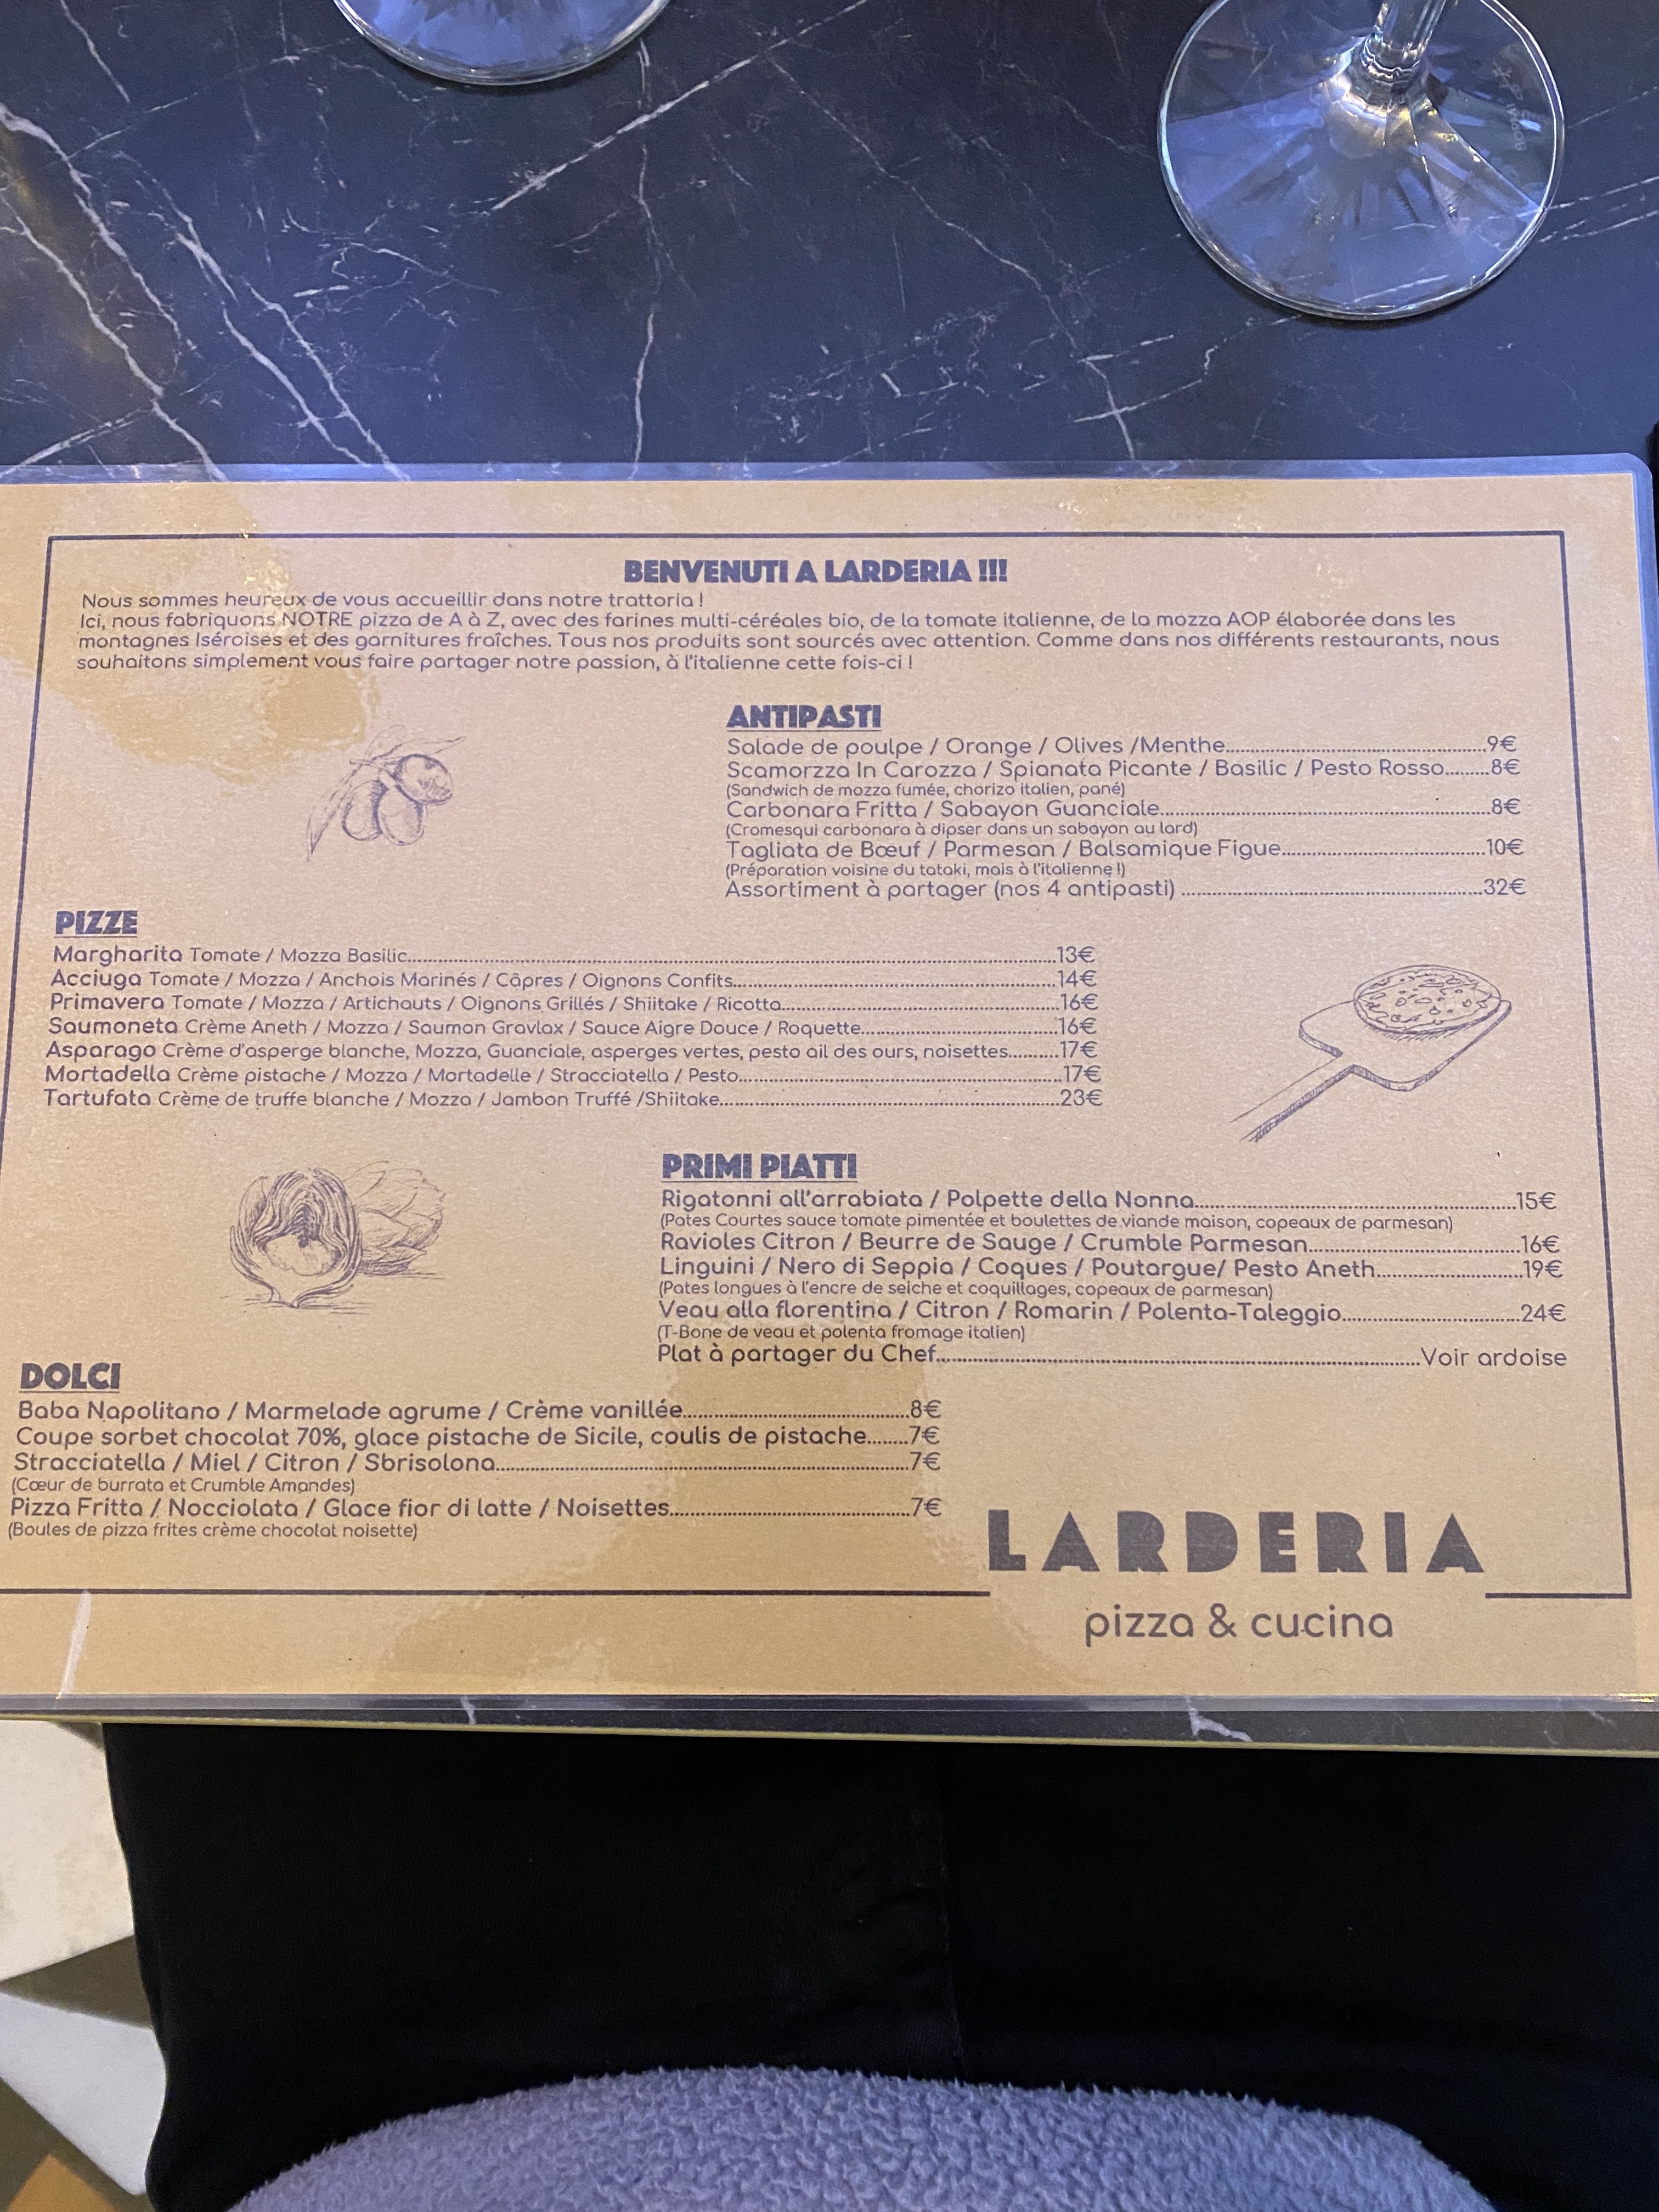 BENVENUTI A LARDERIA !!!
Nous sommes heureux de vous accueillir dans notre trattoria !
Ici, nous fabriquons NOTRE pizza de A à Z, avec des farines multi-céréales bio, de la tomate italienne, de la mozza AOP élaborée dans les
montagnes Iséroises et des garnitures fraîches. Tous nos produits sont sourcés avec attention. Comme dans nos différents restaurants, nous
souhaitons simplement vous faire partager notre passion, à l'italienne cette fois-ci !
ANTIPASTI
Salade de poulpe / Orange / Olives /Menthe....................9€
Scamorzza In Carozza / Spianata Picante / Basilic / Pesto Rosso.........8€
(Sandwich de mozza fumée, chorizo italien, pané)
Carbonara Fritta / Sabayon Guanciale....................8€
(Cromesqui carbonara à dipser dans un sabayon au lard)
Tagliata de Bœuf / Parmesan / Balsamique Figue....................10€
(Préparation voisine du tataki, mais à l'italienne !)
Assortiment à partager (nos 4 antipasti) ....................32€
PIZZE
Margharita Tomate / Mozza Basilic....................13€
Acciuga Tomate / Mozza / Anchois Marinés / Câpres / Oignons Confits....................14€
Primavera Tomate / Mozza / Artichauts / Oignons Grillés / Shiitake / Ricotta....................16€
Saumoneta Crème Aneth / Mozza / Saumon Gravlax / Sauce Aigre Douce / Roquette....................16€
Asparago Crème d'asperge blanche, Mozza, Guanciale, asperges vertes, pesto ail des ours, noisettes..........17€
Mortadella Crème pistache / Mozza / Mortadelle / Stracciatella / Pesto....................17€
Tartufata Crème de truffe blanche / Mozza / Jambon Truffé /Shiitake....................23€
PRIMI PIATTI
Rigatonni all'arrabiata / Polpette della Nonna....................15€
(Pates Courtes sauce tomate pimentée et boulettes de viande maison, copeaux de parmesan)
Ravioles Citron / Beurre de Sauge / Crumble Parmesan....................16€
Linguini / Nero di Seppia / Coques / Poutargue/ Pesto Aneth....................19€
(Pates longues à l'encre de seiche et coquillages, copeaux de parmesan)
Veau alla florentina / Citron / Romarin / Polenta-Taleggio....................24€
(T-Bone de veau et polenta fromage italien)
Plat à partager du Chef....................Voir ardoise
DOLCI
Baba Napolitano / Marmelade agrume / Crème vanillée....................8€
Coupe sorbet chocolat 70%, glace pistache de Sicile, coulis de pistache........7€
Stracciatella / Miel / Citron / Sbrisolona....................7€
(Cœur de burrata et Crumble Amandes)
Pizza Fritta / Nocciolata / Glace fior di latte / Noisettes....................7€
(Boules de pizza frites crème chocolat noisette)
LARDERIA
pizza & cucina